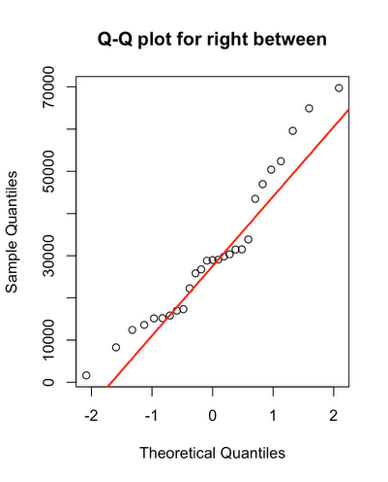 Q-Q plot for right between
70000
50000
30000
10000
0
Sample Quantiles
-2 -1 0 1 2
Theoretical Quantiles